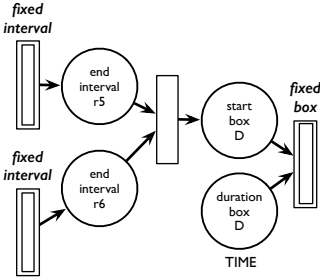 fixed
interval
end
interval
r5
fixed
interval
end
interval
r6
start
box
D
fixed
box
duration
box
D
TIME